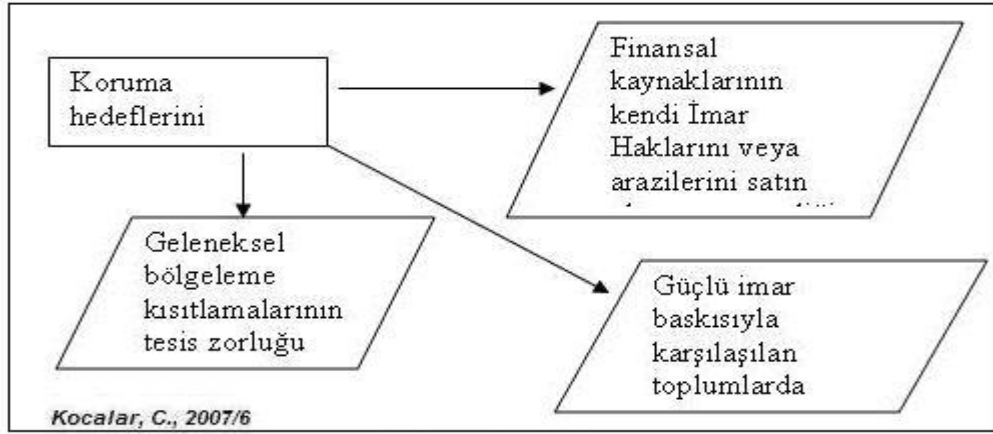 Koruma
hedeflerini
Finansal
kaynaklarının
kendi İmar
Haklarını veya
arazilerini satın
Geleneksel
bölgeleme
kısıtlamalarının
tesis zorluğu
Güçlü imar
baskısıyla
karşılaşılan
toplumlarda
Kocalar, C., 2007/6